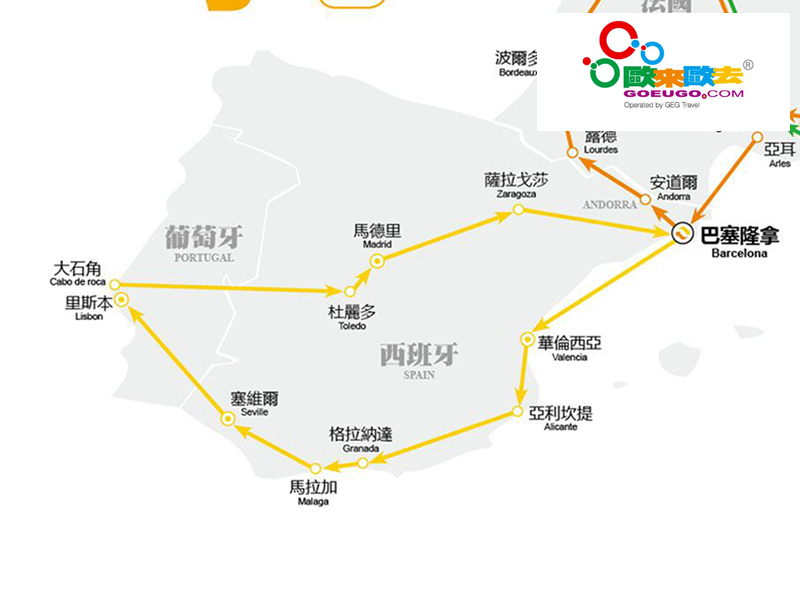 法國
波爾多
Bordeaux
歐來歐去®
GOEUGO.COM
Operated by GEG Travel
露德
Lourdes
亞耳
Arles
安道爾
Andorra
ANDORRA
薩拉戈莎
Zaragoza
巴塞隆拿
Barcelona
葡萄牙
PORTUGAL
馬德里
Madrid
大石角
Cabo de roca
里斯本
Lisbon
杜麗多
Toledo
西班牙
SPAIN
華倫西亞
Valencia
塞維爾
Seville
亞利坎提
Alicante
格拉納達
Granada
馬拉加
Malaga